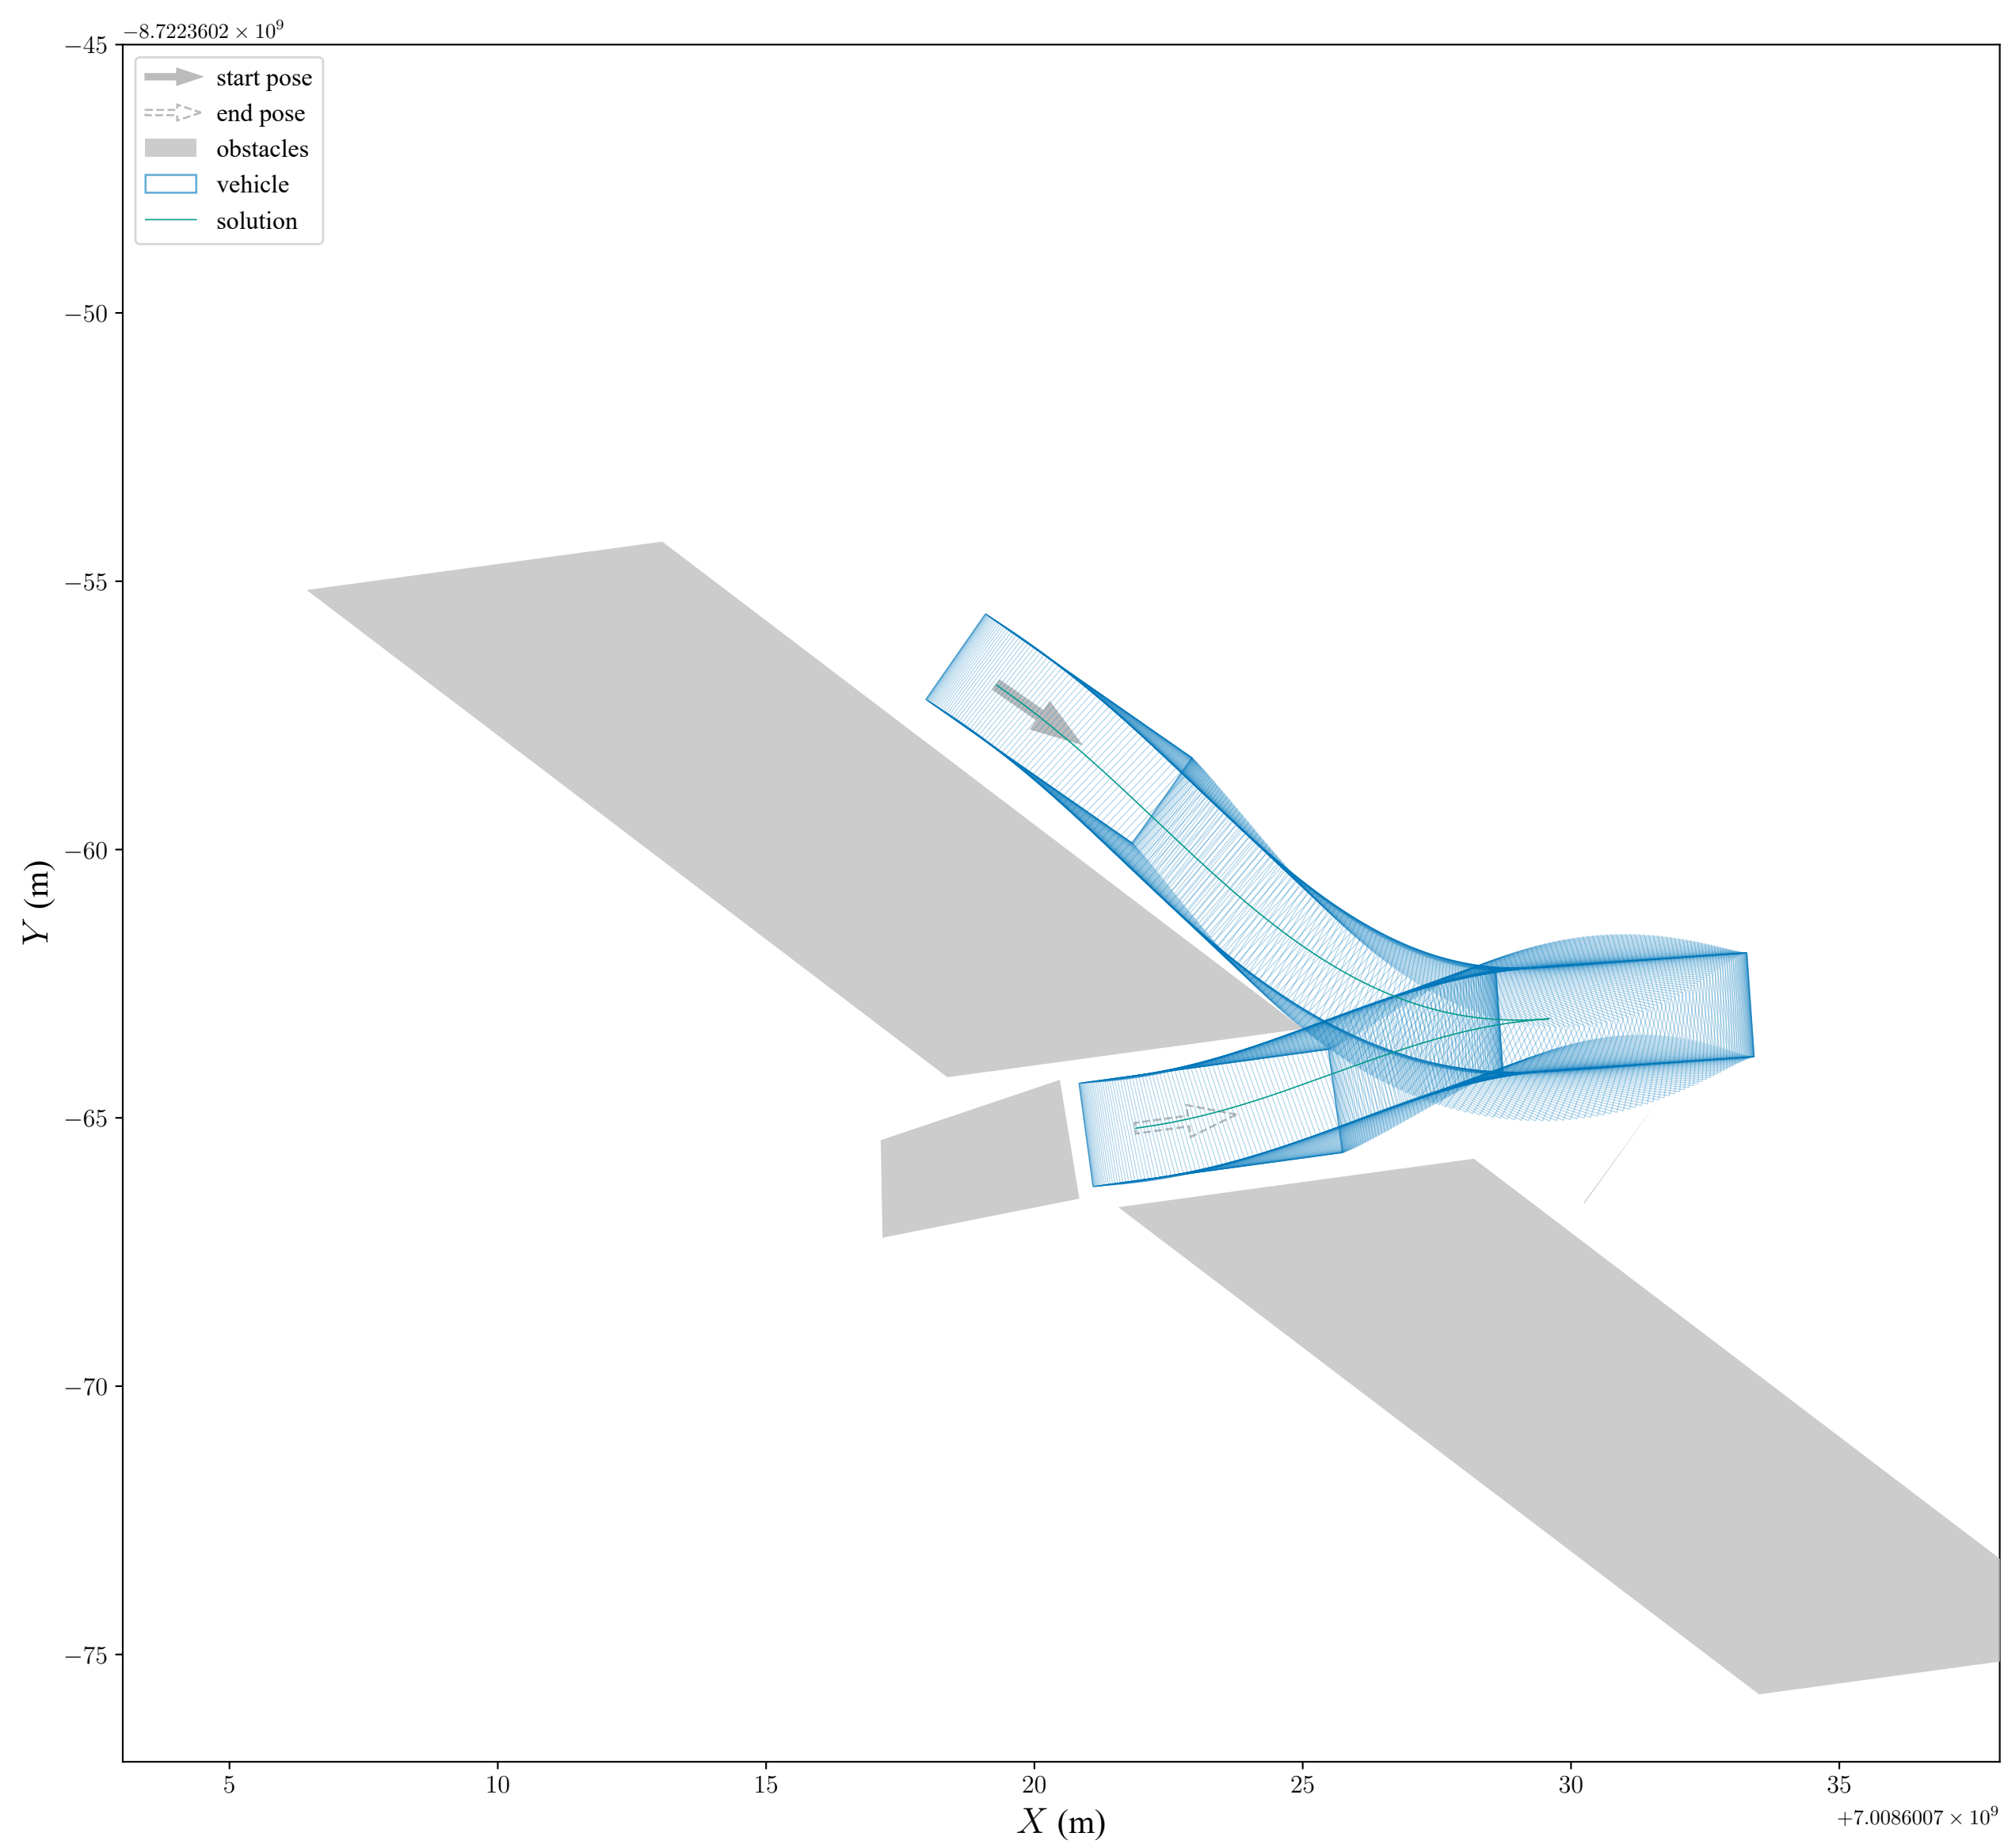 −8.7223602 × 10⁹
start pose
end pose
obstacles
vehicle
solution
−45
−50
−55
−60
−65
−70
−75
Y (m)
5 10 15 20 25 30 35
X (m)
+7.0086007 × 10⁹